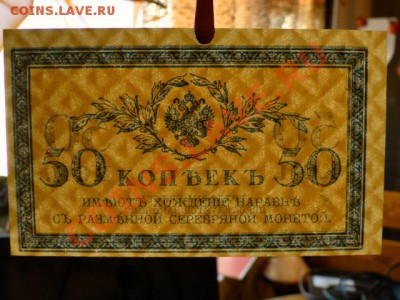 COINS.LAVE.RU
50 КОПѢЕКЪ 50
ИМѢЮТЪ ХОЖДЕНІЕ НАРАВНѢ
СЪ РАЗМѢННОЙ СЕРЕБРЯНОЙ МОНЕТОЙ.